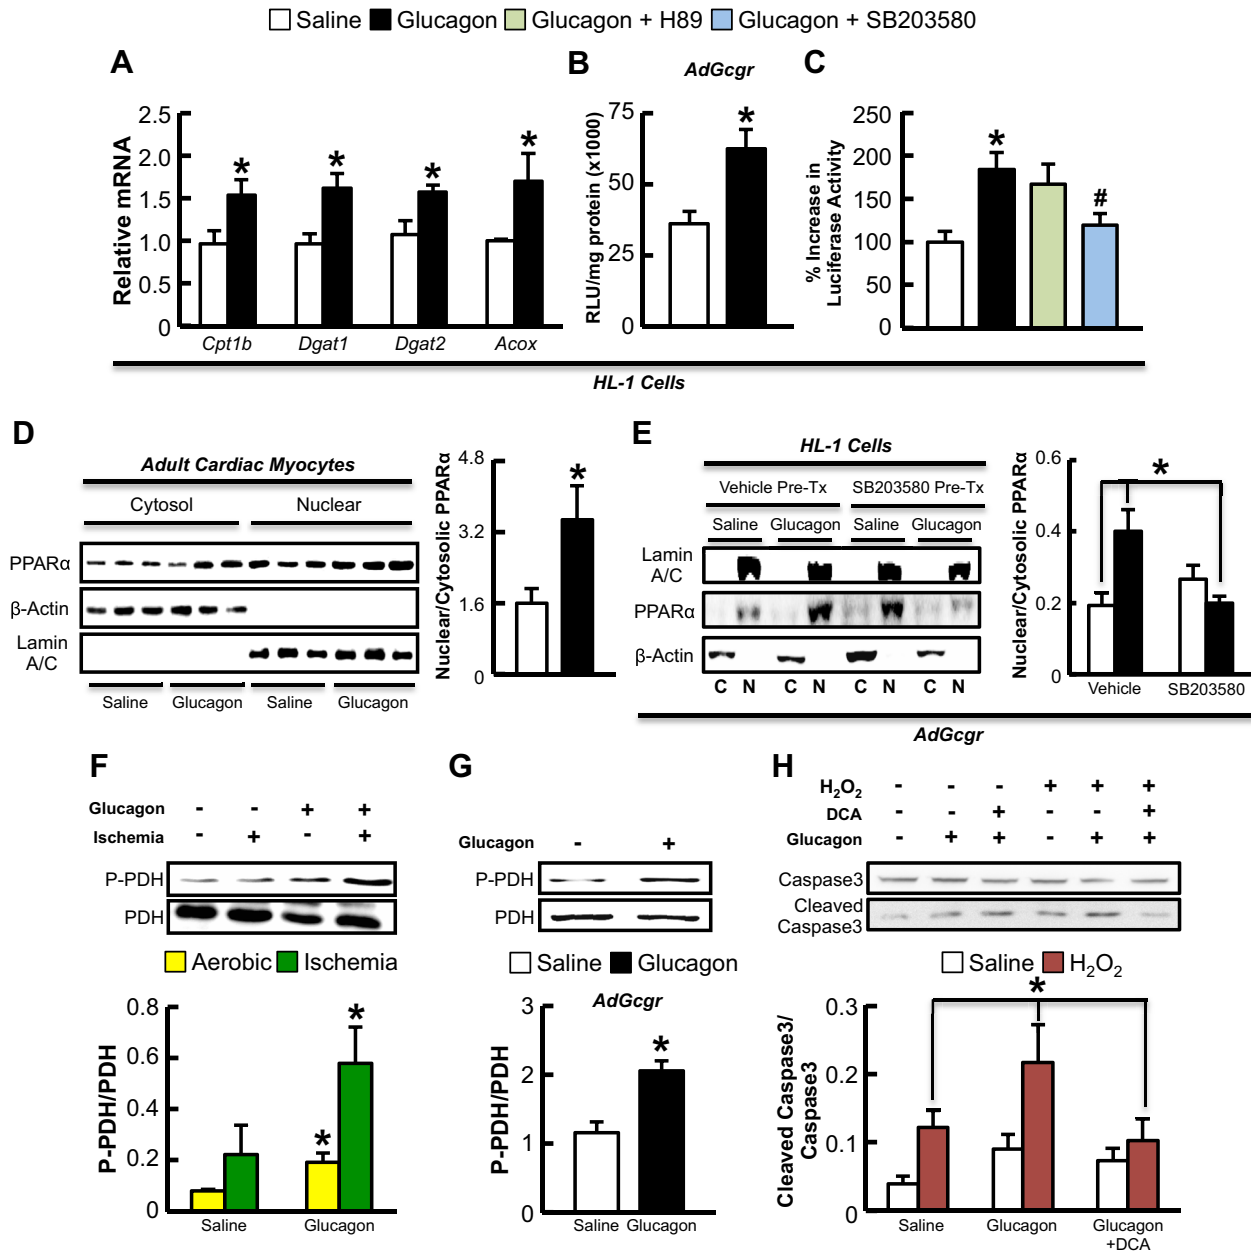 Saline Glucagon Glucagon + H89 Glucagon + SB203580
A
Relative mRNA
2.5
2.0
1.5
1.0
0.5
0
* * * *
Cpt1b Dgat1 Dgat2 Acox
B
AdGcgr
RLU/mg protein (x1000)
75
50
25
0
*
C
% Increase in
Luciferase Activity
250
200
150
100
50
0
*
#
HL-1 Cells
D
Adult Cardiac Myocytes
Cytosol Nuclear
PPARα
β-Actin
Lamin
A/C
Saline Glucagon Saline Glucagon
Nuclear/Cytosolic PPARα
4.8
3.2
1.6
0
*
E
HL-1 Cells
Vehicle Pre-Tx SB203580 Pre-Tx
Saline Glucagon Saline Glucagon
Lamin
A/C
PPARα
β-Actin
C N C N C N C N
Nuclear/Cytosolic PPARα
0.6
0.4
0.2
0
*
Vehicle SB203580
AdGcgr
F
Glucagon - - + +
Ischemia - + - +
P-PDH
PDH
Aerobic Ischemia
P-PDH/PDH
0.8
0.6
0.4
0.2
0
* *
Saline Glucagon
G
Glucagon - +
P-PDH
PDH
Saline Glucagon
AdGcgr
P-PDH/PDH
3
2
1
0
*
Saline Glucagon
H
H₂O₂ - - - + + +
DCA - - + - - +
Glucagon - + + - + +
Caspase3
Cleaved
Caspase3
Saline H₂O₂
Cleaved Caspase3/
Caspase3
0.3
0.2
0.1
0
*
Saline Glucagon Glucagon
+DCA